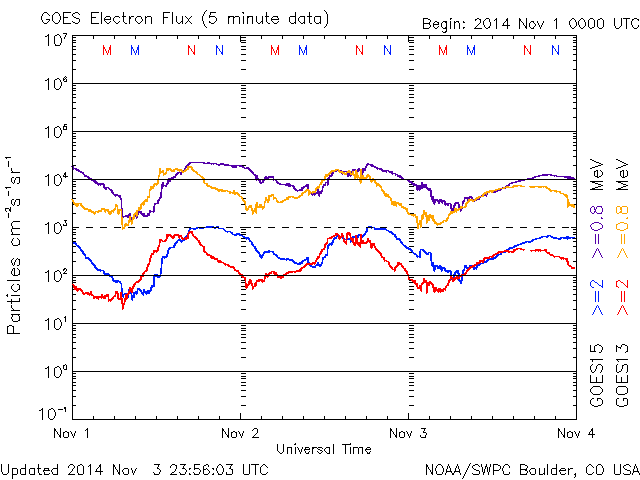 GOES Electron Flux (5 minute data)
Begin: 2014 Nov 1 0000 UTC
M M N N M M N N M M N N
10⁷
10⁶
10⁵
10⁴
10³
10²
10¹
10⁰
10⁻¹
Particles cm⁻²s⁻¹sr⁻¹
Nov 1 Nov 2 Nov 3 Nov 4
Universal Time
GOES15 >=2 >=0.8 MeV
GOES13 >=2 >=0.8 MeV
Updated 2014 Nov 3 23:56:03 UTC
NOAA/SWPC Boulder, CO USA